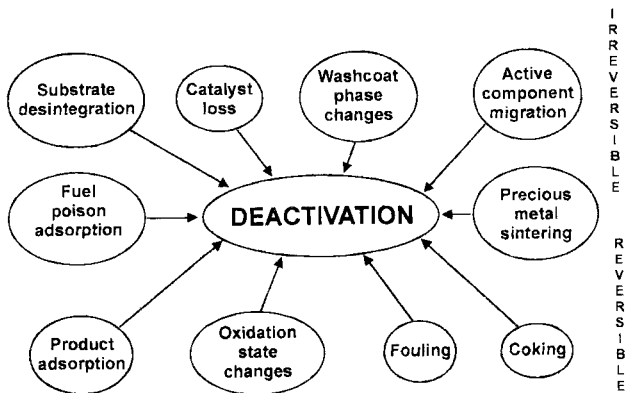 Substrate
desintegration
Catalyst
loss
Washcoat
phase
changes
Active
component
migration
Fuel
poison
adsorption
DEACTIVATION
Precious
metal
sintering
Product
adsorption
Oxidation
state
changes
Fouling
Coking
IRREVERSIBLE
REVERSIBLE